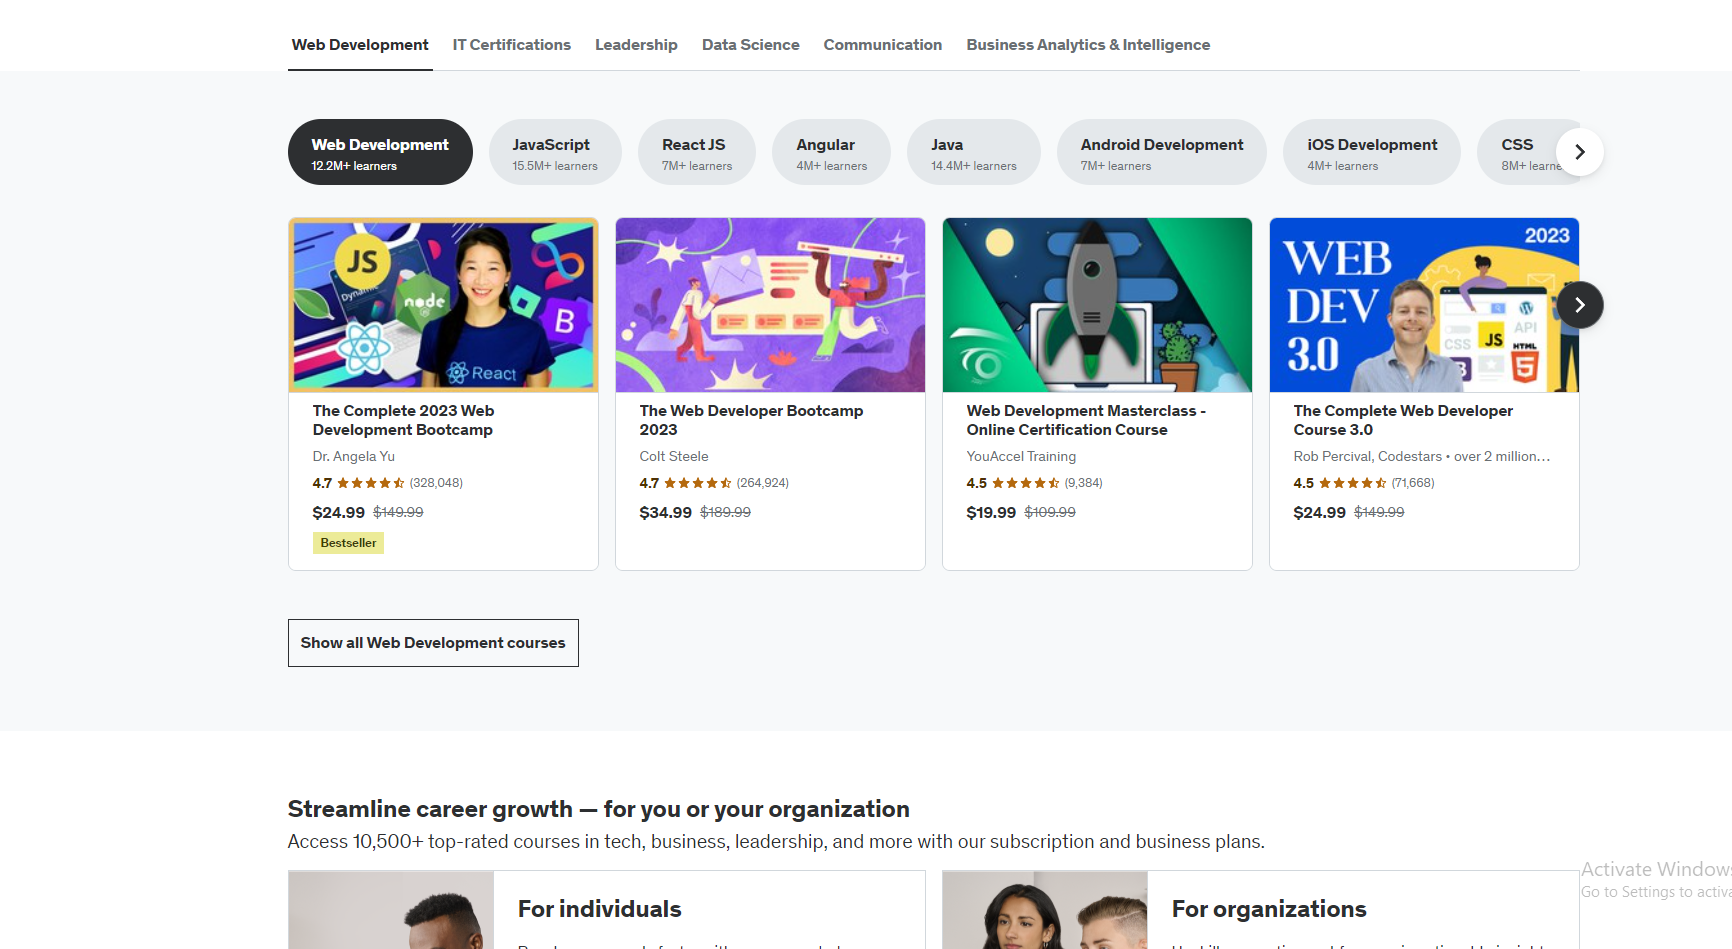 Web Development
IT Certifications
Leadership
Data Science
Communication
Business Analytics & Intelligence
Web Development
12.2M+ learners
JavaScript
15.5M+ learners
React JS
7M+ learners
Angular
4M+ learners
Java
14.4M+ learners
Android Development
7M+ learners
iOS Development
4M+ learners
CSS
8M+ learne
JS
Dynamic
node
B
React
2023
WEB
DEV
3.0
API
CSS
JS
HTML
5
B
The Complete 2023 Web
Development Bootcamp
Dr. Angela Yu
4.7 (328,048)
$24.99 $149.99
Bestseller
The Web Developer Bootcamp
2023
Colt Steele
4.7 (264,924)
$34.99 $189.99
Web Development Masterclass -
Online Certification Course
YouAccel Training
4.5 (9,384)
$19.99 $109.99
The Complete Web Developer
Course 3.0
Rob Percival, Codestars • over 2 million...
4.5 (71,668)
$24.99 $149.99
Show all Web Development courses
Streamline career growth — for you or your organization
Access 10,500+ top-rated courses in tech, business, leadership, and more with our subscription and business plans.
For individuals
For organizations
Activate Windows
Go to Settings to activa